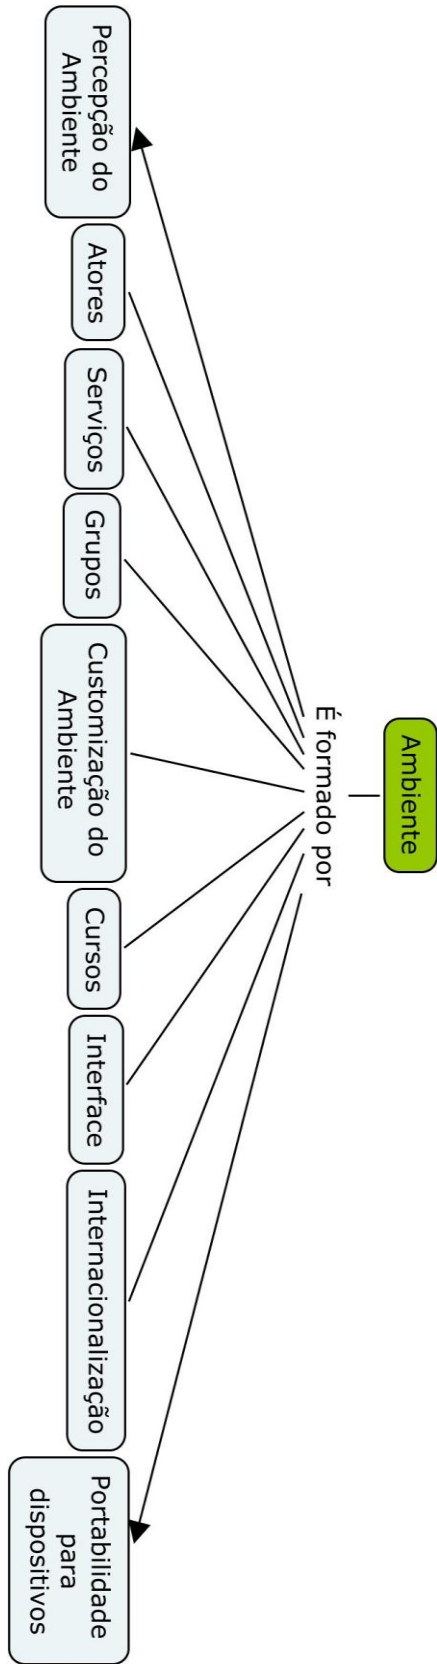 Ambiente
É formado por
Percepção do
Ambiente
Atores
Serviços
Grupos
Customização do
Ambiente
Cursos
Interface
Internacionalização
Portabilidade
para
dispositivos